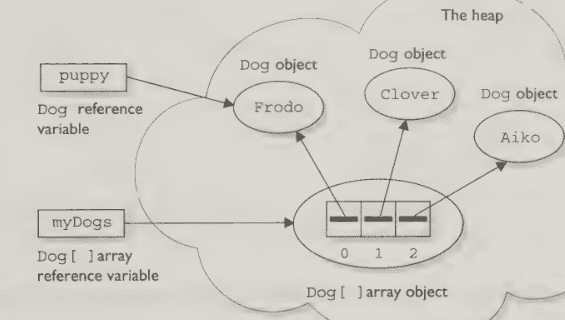 The heap
Dog object
Dog object
puppy
Frodo
Clover
Dog object
Dog reference
variable
Aiko
myDogs
0 1 2
Dog [ ] array
reference variable
Dog [ ] array object